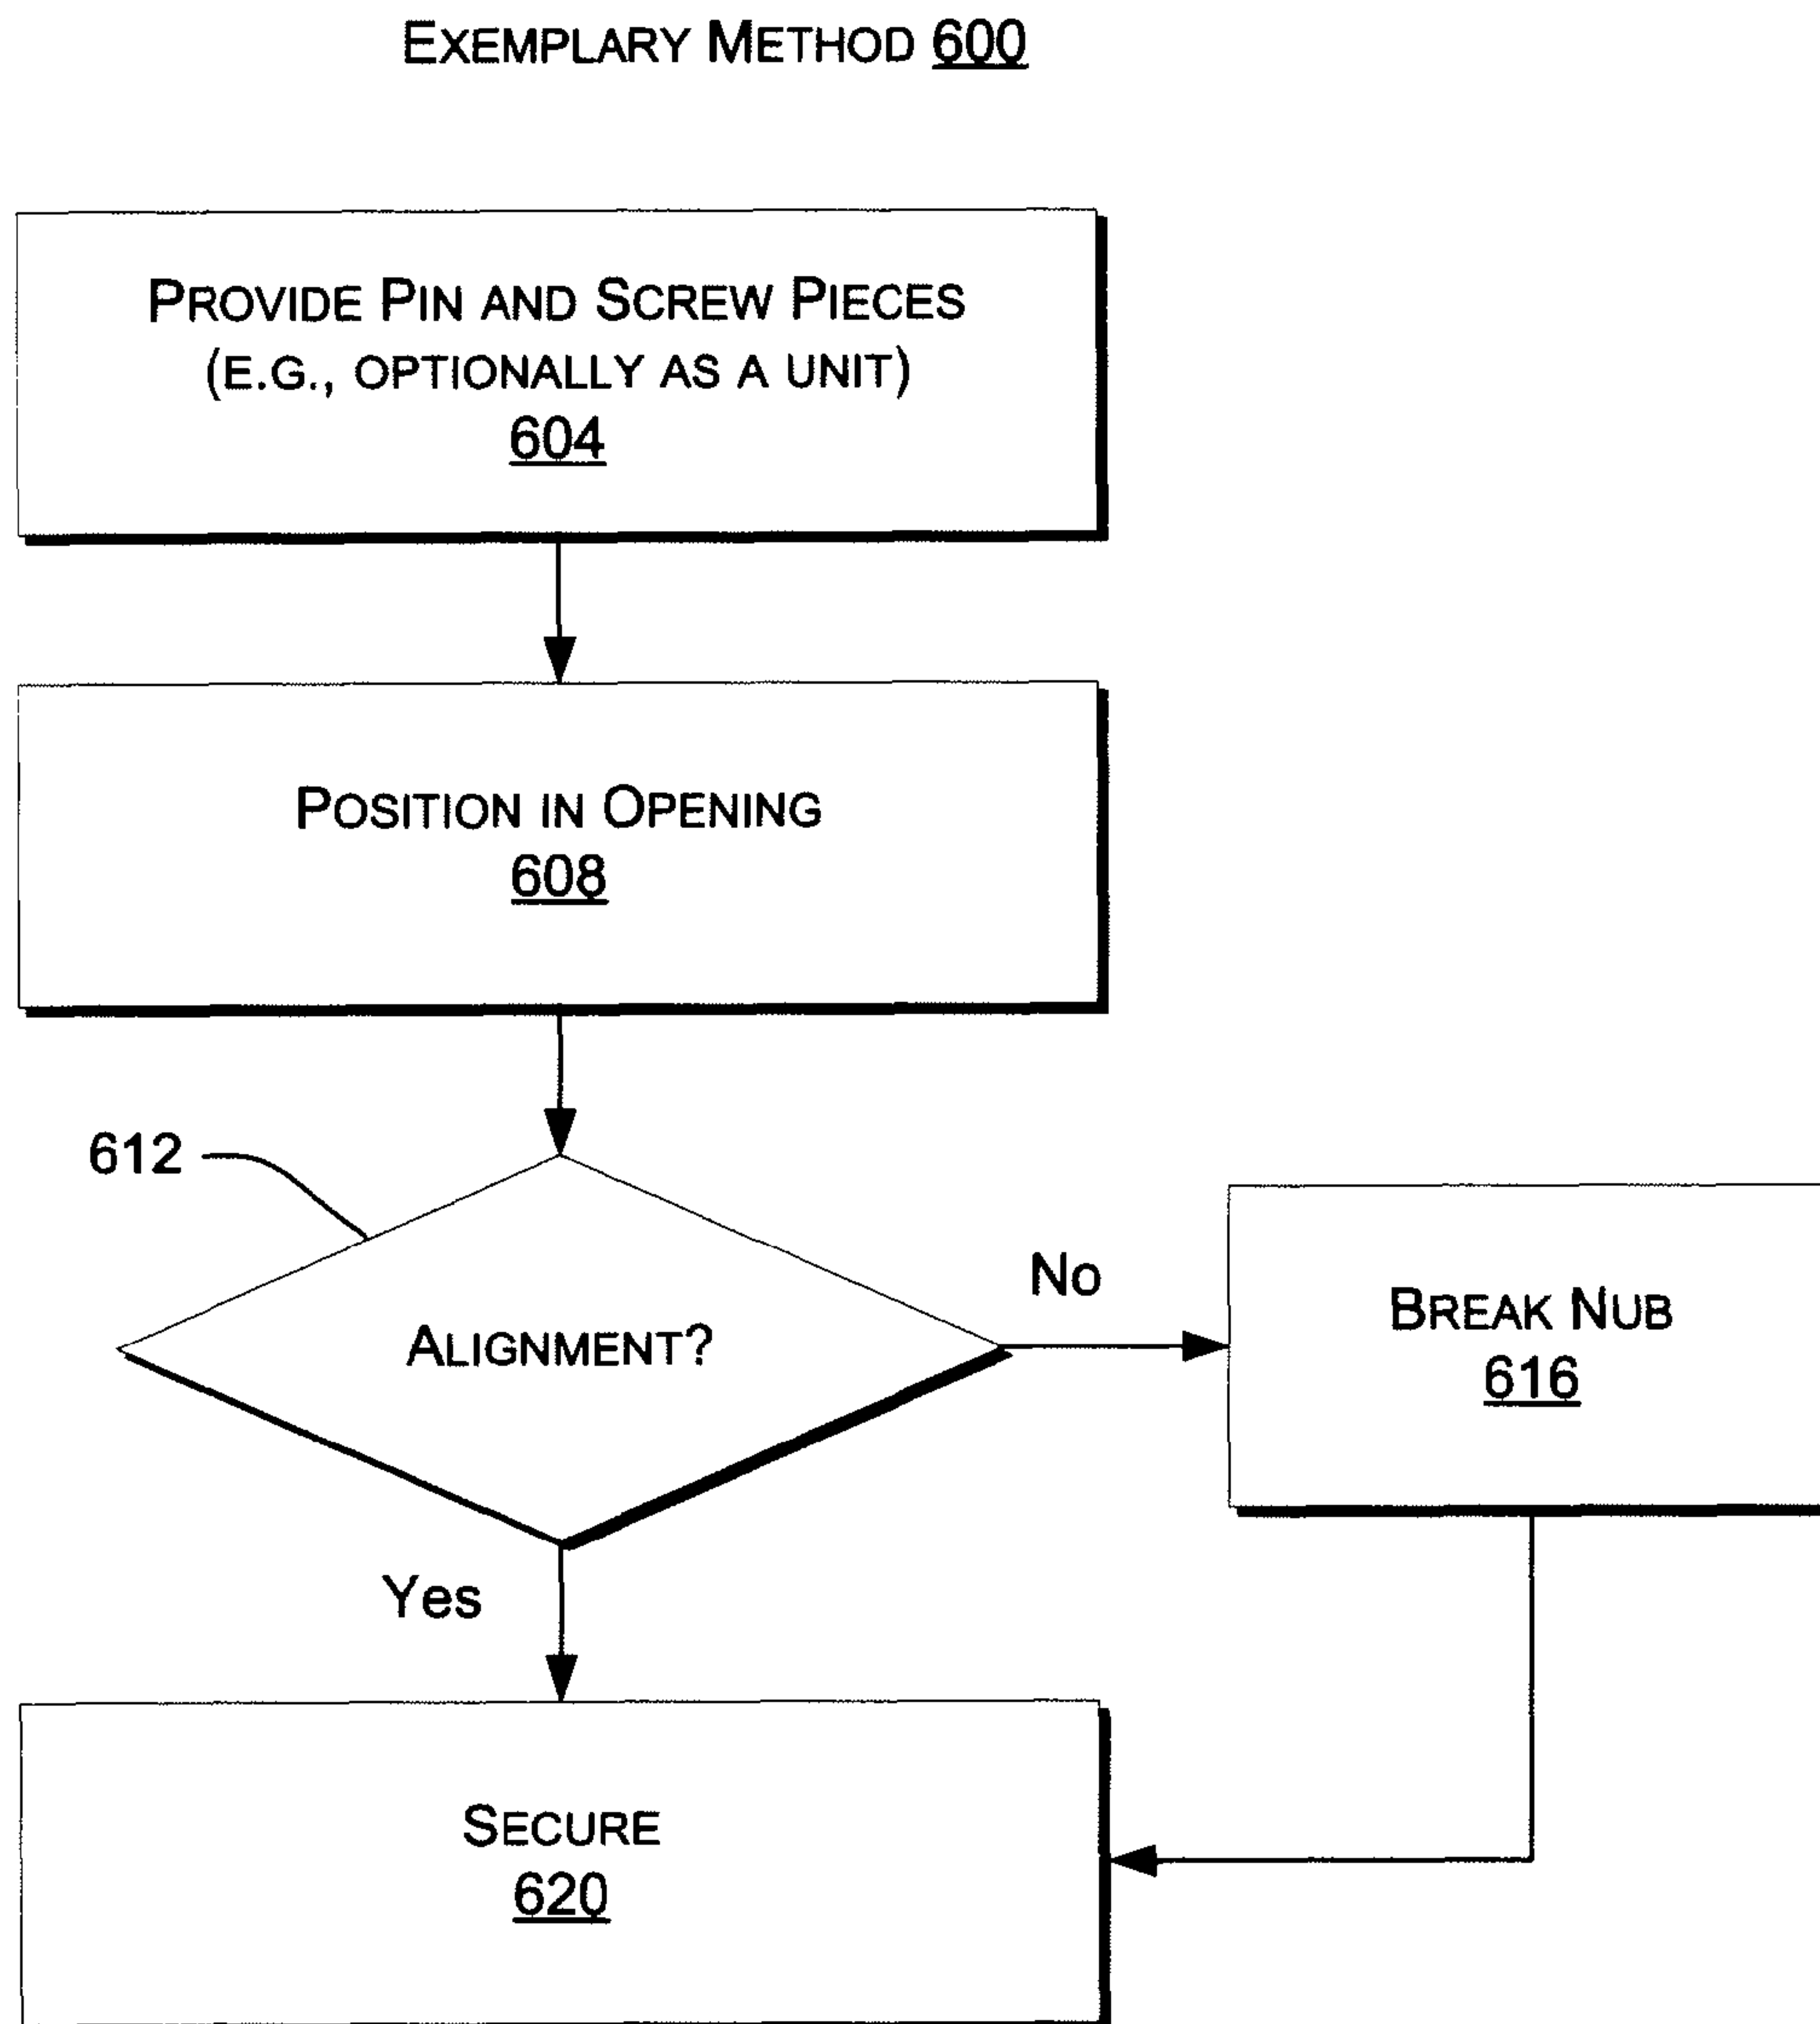 EXEMPLARY METHOD 600
PROVIDE PIN AND SCREW PIECES
(E.G., OPTIONALLY AS A UNIT)
604
POSITION IN OPENING
608
612
ALIGNMENT?
No
BREAK NUB
616
Yes
SECURE
620